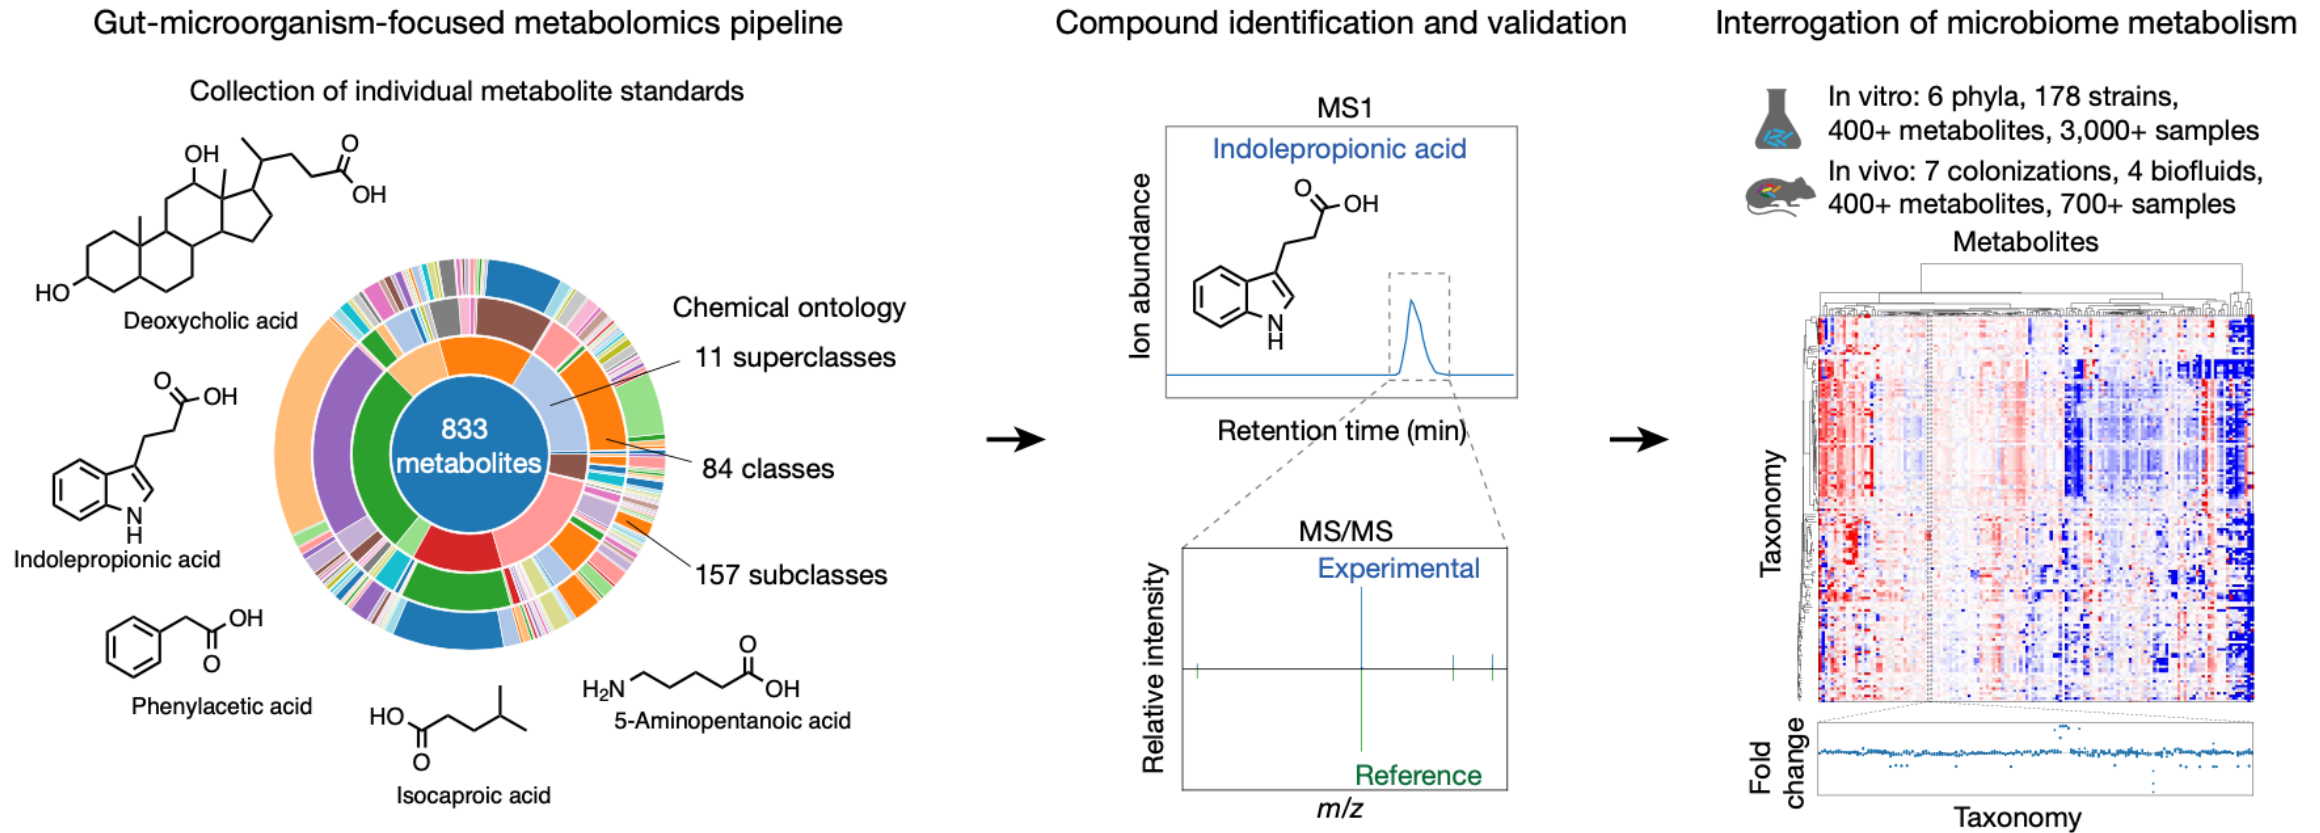 Gut-microorganism-focused metabolomics pipeline
Collection of individual metabolite standards
OH
O
OH
HO
Deoxycholic acid
O
OH
N
H
Indolepropionic acid
OH
O
Phenylacetic acid
HO
O
Isocaproic acid
H₂N
O
OH
5-Aminopentanoic acid
833
metabolites
Chemical ontology
11 superclasses
84 classes
157 subclasses
Compound identification and validation
MS1
Indolepropionic acid
O
OH
N
H
Ion abundance
Retention time (min)
MS/MS
Experimental
Relative intensity
Reference
m/z
Interrogation of microbiome metabolism
In vitro: 6 phyla, 178 strains,
400+ metabolites, 3,000+ samples
In vivo: 7 colonizations, 4 biofluids,
400+ metabolites, 700+ samples
Metabolites
Taxonomy
Fold
change
Taxonomy